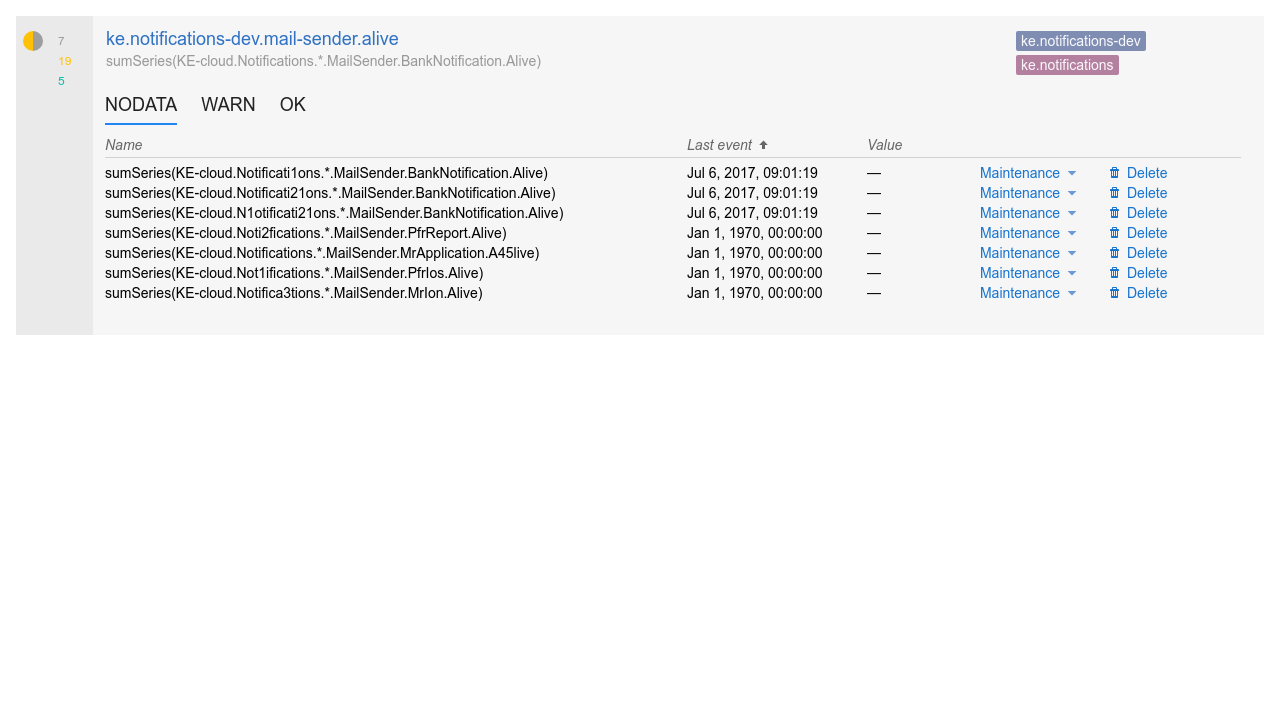 7
19
5
ke.notifications-dev.mail-sender.alive
sumSeries(KE-cloud.Notifications.*.MailSender.BankNotification.Alive)
ke.notifications-dev
ke.notifications
NODATA WARN OK
Name Last event Value
sumSeries(KE-cloud.Notificati1ons.*.MailSender.BankNotification.Alive) Jul 6, 2017, 09:01:19 — Maintenance Delete
sumSeries(KE-cloud.Notificati21ons.*.MailSender.BankNotification.Alive) Jul 6, 2017, 09:01:19 — Maintenance Delete
sumSeries(KE-cloud.N1otificati21ons.*.MailSender.BankNotification.Alive) Jul 6, 2017, 09:01:19 — Maintenance Delete
sumSeries(KE-cloud.Noti2fications.*.MailSender.PfrReport.Alive) Jan 1, 1970, 00:00:00 — Maintenance Delete
sumSeries(KE-cloud.Notifications.*.MailSender.MrApplication.A45live) Jan 1, 1970, 00:00:00 — Maintenance Delete
sumSeries(KE-cloud.Not1ifications.*.MailSender.PfrIos.Alive) Jan 1, 1970, 00:00:00 — Maintenance Delete
sumSeries(KE-cloud.Notifica3tions.*.MailSender.MrIon.Alive) Jan 1, 1970, 00:00:00 — Maintenance Delete